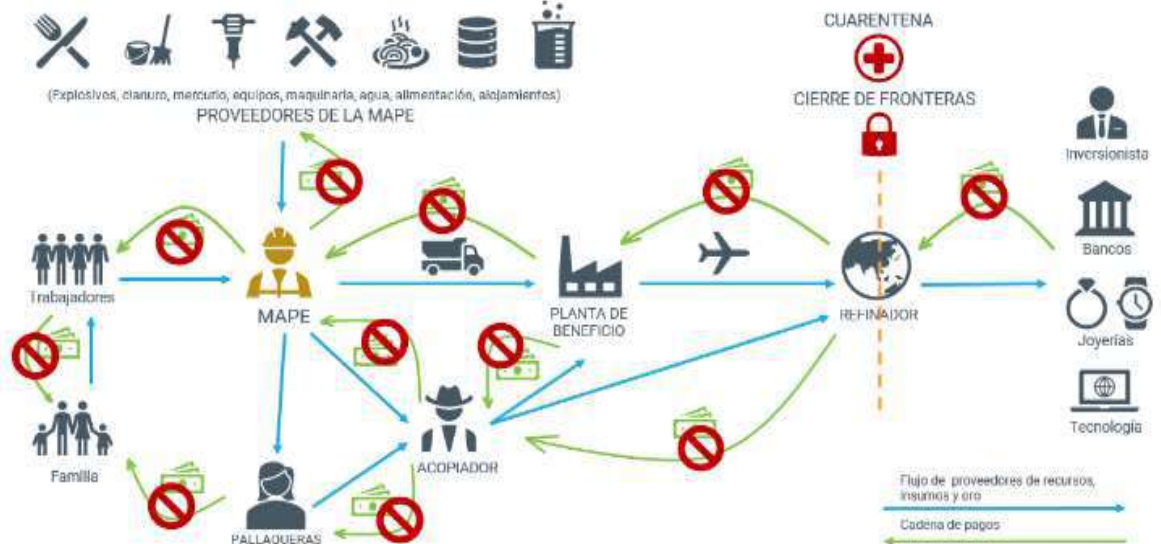 CUARENTENA
CIERRE DE FRONTERAS
(Explosivos, cianuro, mercurio, equipos, maquinaria, agua, alimentación, alojamientos)
PROVEEDORES DE LA MAPE
Inversionista
Bancos
Trabajadores
MAPE
PLANTA DE
BENEFICIO
REFINADOR
Joyerías
Tecnología
Familia
ACOPIADOR
PALLAQUERAS
Flujo de proveedores de recursos,
insumos y oro
Cadena de pagos